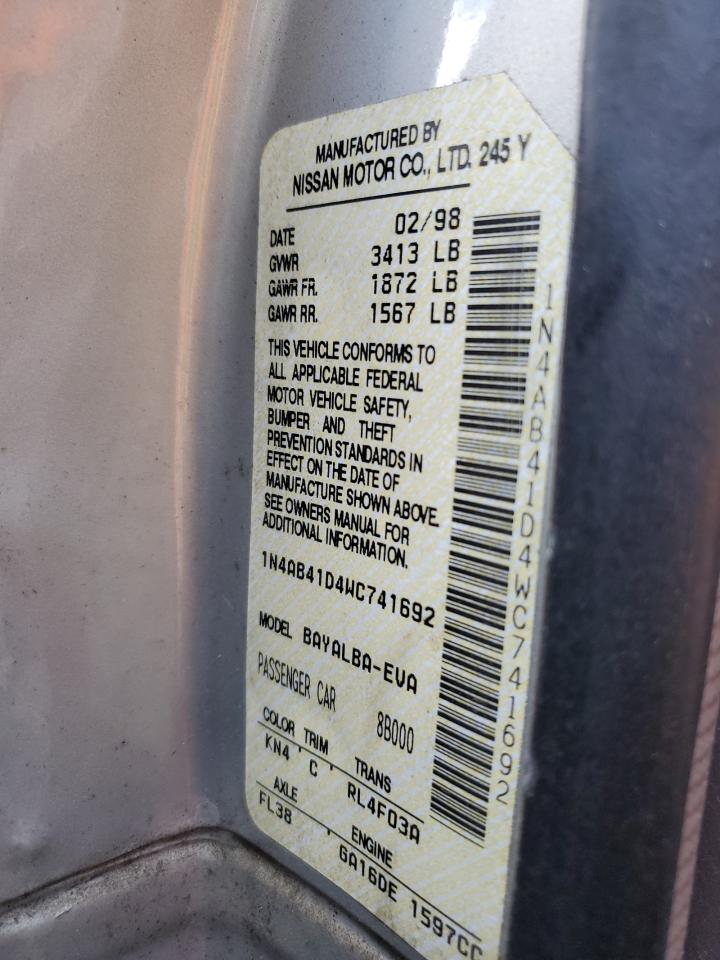 MANUFACTURED BY
NISSAN MOTOR CO., LTD. 245 Y
DATE 02/98
GVWR 3413 LB
GAWR FR. 1872 LB
GAWR RR. 1567 LB
THIS VEHICLE CONFORMS TO
ALL APPLICABLE FEDERAL
MOTOR VEHICLE SAFETY,
BUMPER AND THEFT
PREVENTION STANDARDS IN
EFFECT ON THE DATE OF
MANUFACTURE SHOWN ABOVE.
SEE OWNERS MANUAL FOR
ADDITIONAL INFORMATION.
1N4AB41D4WC741692
MODEL BAYALBA-EVA
PASSENGER CAR 8B000
COLOR TRIM TRANS
KN4 ' C ' RL4F03A
AXLE ENGINE
FL38 ' GA16DE 1597CC
1N4AB41D4WC741692